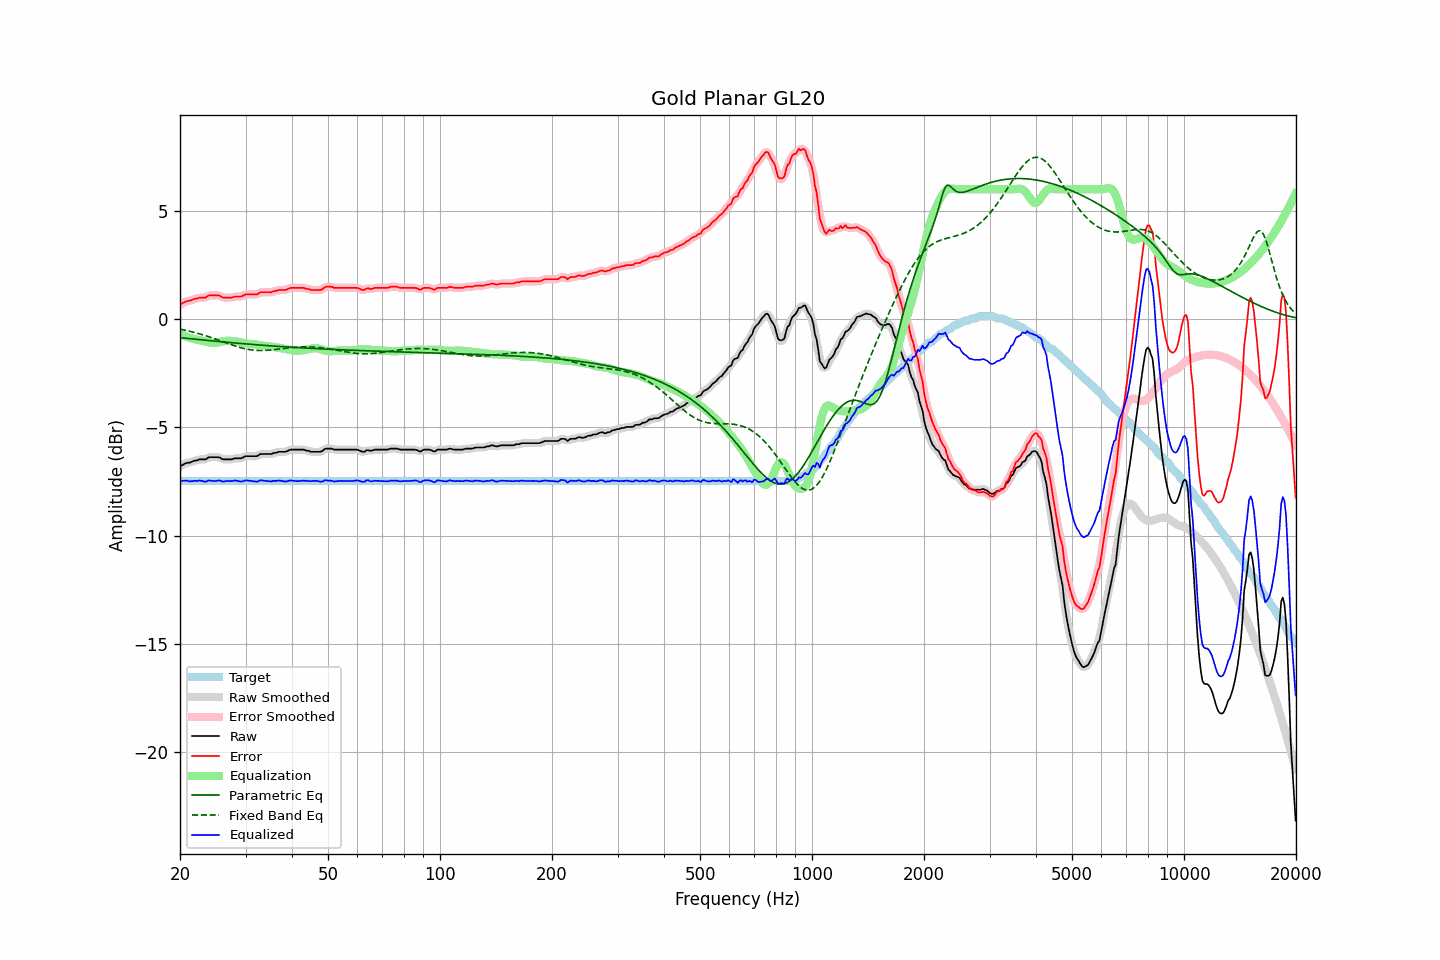 Gold Planar GL20
Amplitude (dBr)
5
0
−5
−10
−15
−20
Target
Raw Smoothed
Error Smoothed
Raw
Error
Equalization
Parametric Eq
Fixed Band Eq
Equalized
20 50 100 200 500 1000 2000 5000 10000 20000
Frequency (Hz)